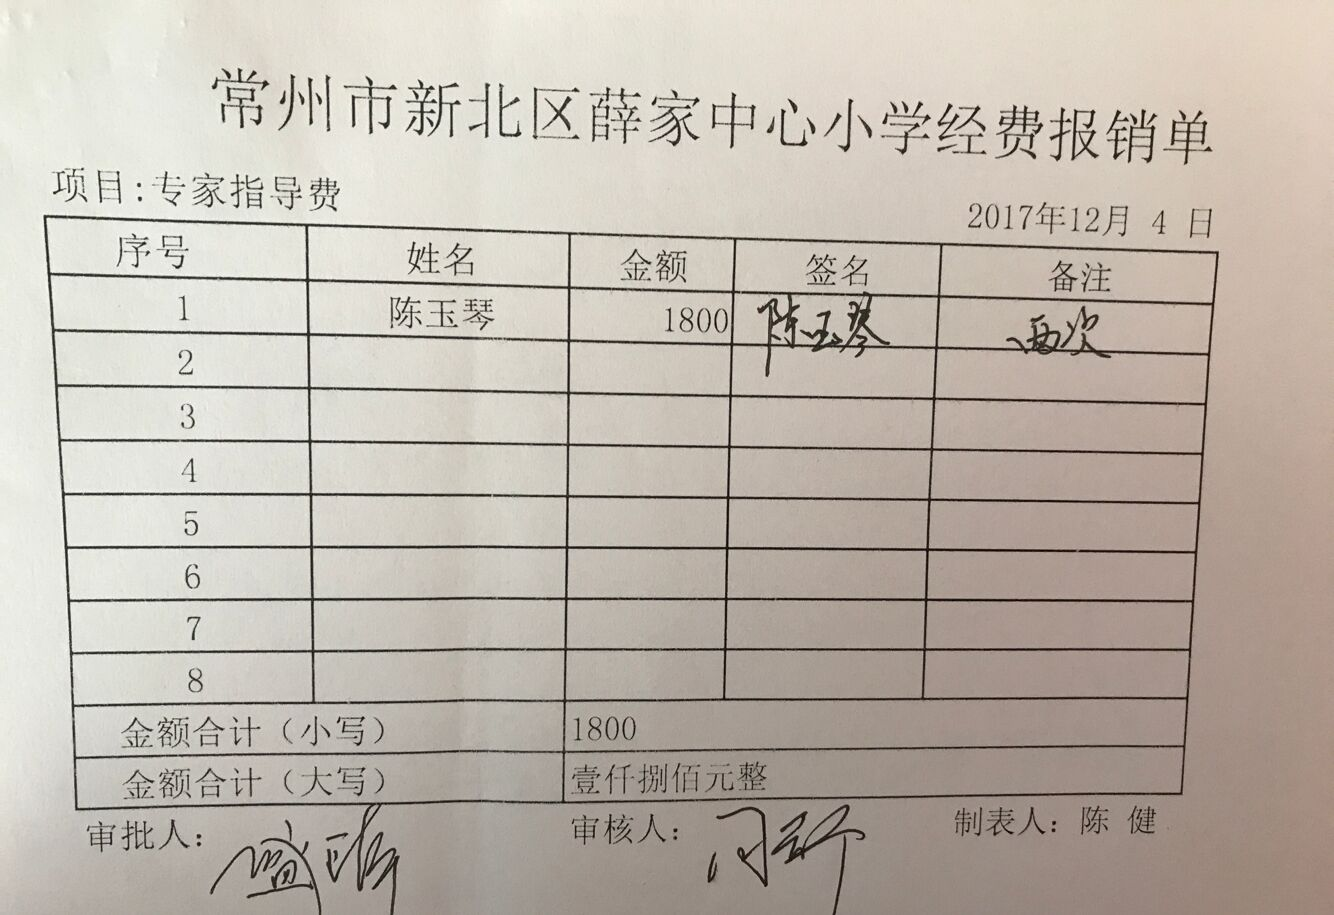 常州市新北区薛家中心小学经费报销单
项目:专家指导费
2017年12月 4 日
序号 姓名 金额 签名 备注
1 陈玉琴 1800 陈玉琴 两次
2
3
4
5
6
7
8
金额合计（小写） 1800
金额合计（大写） 壹仟捌佰元整
审批人： 审核人： 制表人：陈 健